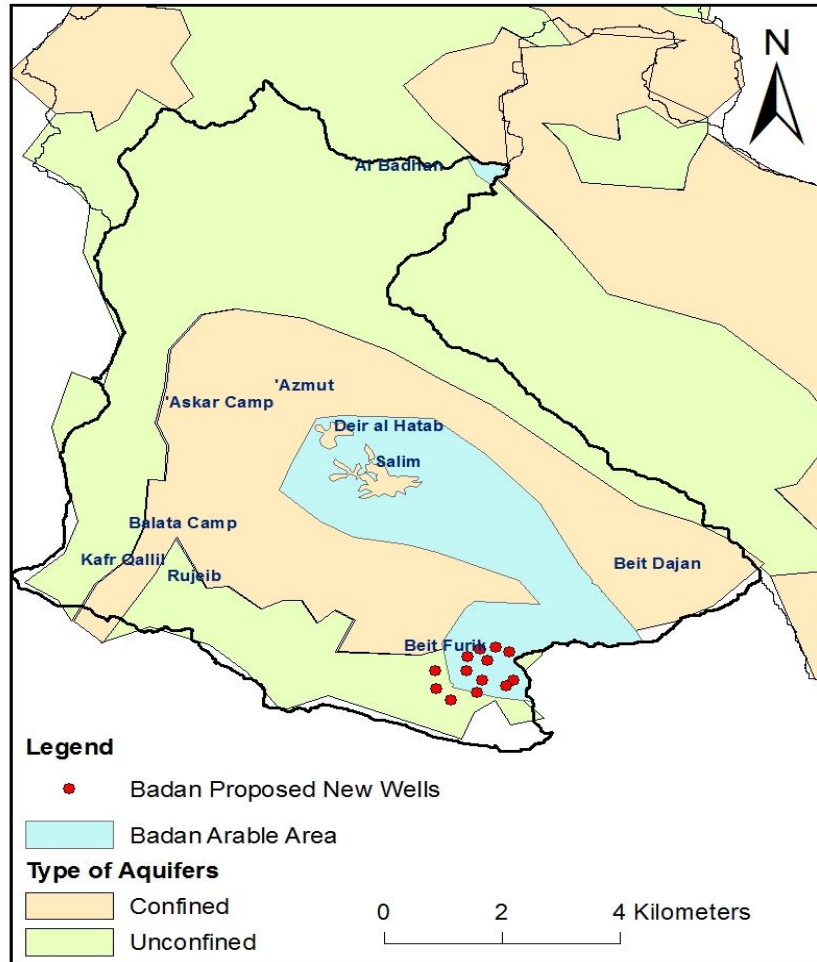 N
Al Badhan
'Azmut
'Askar Camp
Deir al Hatab
Salim
Balata Camp
Kafr Qallil
Rujeib
Beit Dajan
Beit Furik
Legend
Badan Proposed New Wells
Badan Arable Area
Type of Aquifers
Confined
Unconfined
0 2 4 Kilometers